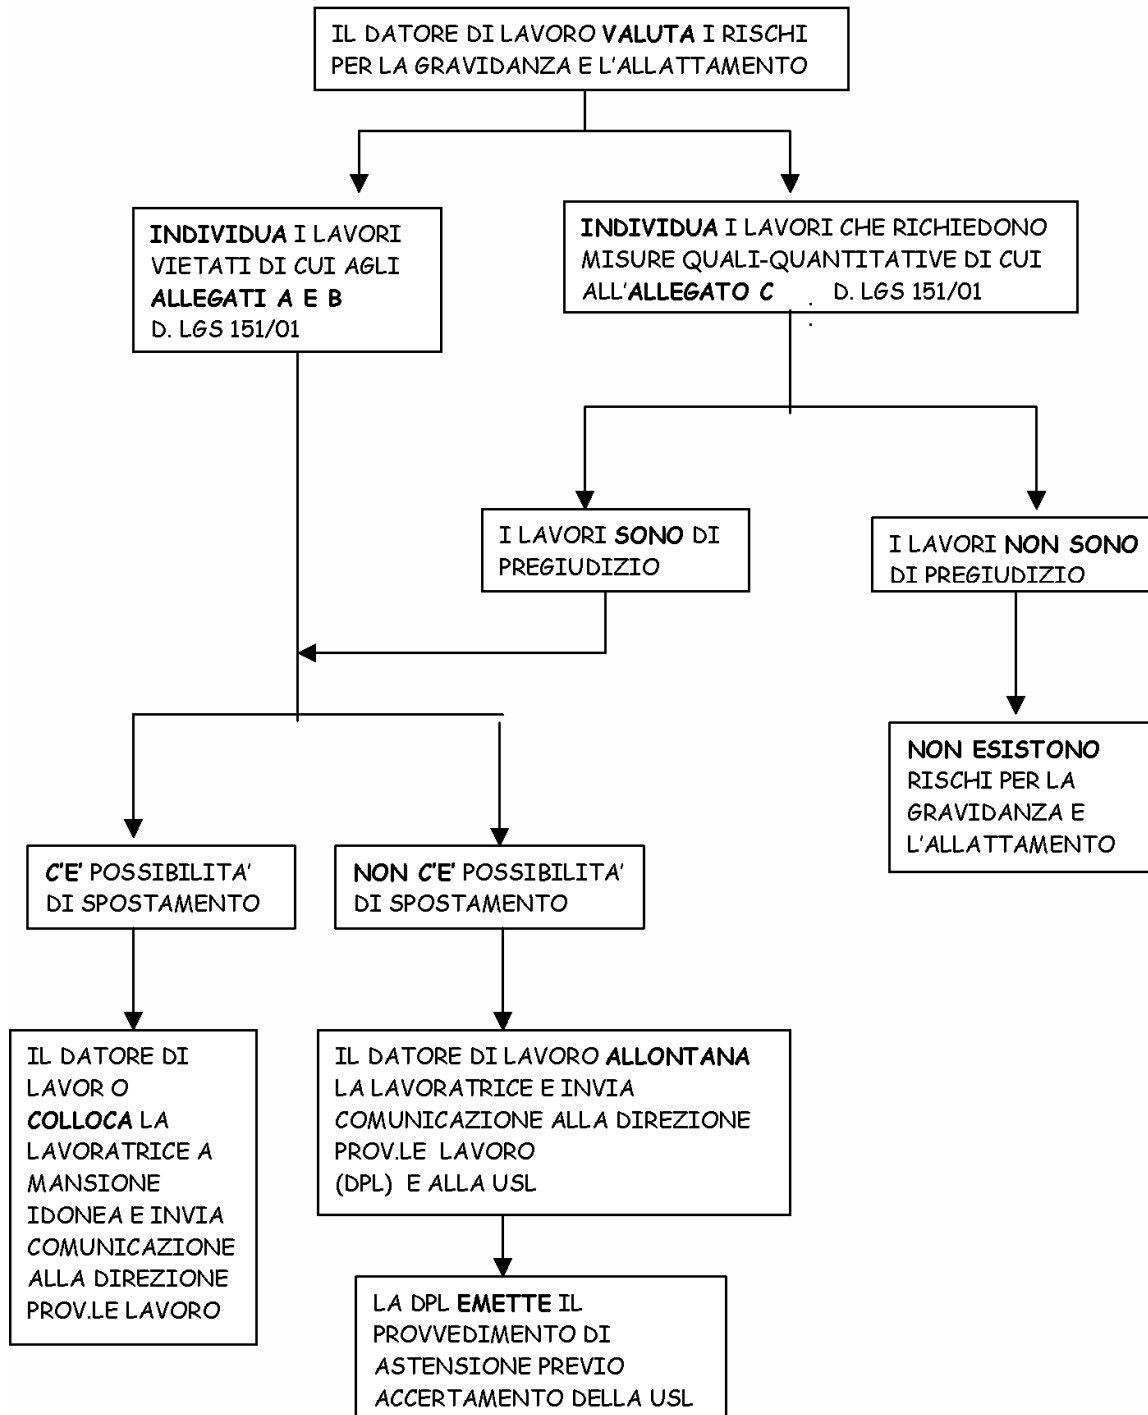 IL DATORE DI LAVORO VALUTA I RISCHI
PER LA GRAVIDANZA E L'ALLATTAMENTO
INDIVIDUA I LAVORI
VIETATI DI CUI AGLI
ALLEGATI A E B
D. LGS 151/01
INDIVIDUA I LAVORI CHE RICHIEDONO
MISURE QUALI-QUANTITATIVE DI CUI
ALL'ALLEGATO C : D. LGS 151/01
I LAVORI SONO DI
PREGIUDIZIO
I LAVORI NON SONO
DI PREGIUDIZIO
NON ESISTONO
RISCHI PER LA
GRAVIDANZA E
L'ALLATTAMENTO
C'E' POSSIBILITA'
DI SPOSTAMENTO
NON C'E' POSSIBILITA'
DI SPOSTAMENTO
IL DATORE DI
LAVOR O
COLLOCA LA
LAVORATRICE A
MANSIONE
IDONEA E INVIA
COMUNICAZIONE
ALLA DIREZIONE
PROV.LE LAVORO
IL DATORE DI LAVORO ALLONTANA
LA LAVORATRICE E INVIA
COMUNICAZIONE ALLA DIREZIONE
PROV.LE LAVORO
(DPL) E ALLA USL
LA DPL EMETTE IL
PROVVEDIMENTO DI
ASTENSIONE PREVIO
ACCERTAMENTO DELLA USL